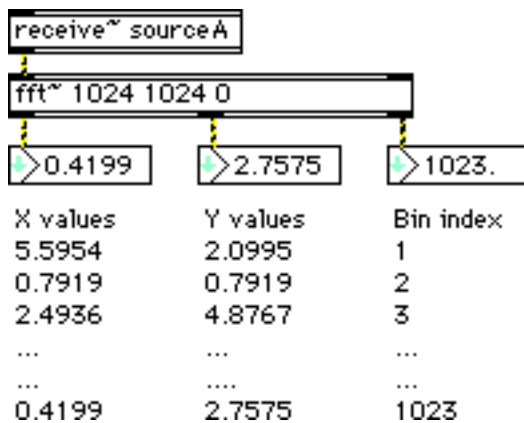 receive~ sourceA
fft~ 1024 1024 0
0.4199 2.7575 1023.
X values Y values Bin index
5.5954 2.0995 1
0.7919 0.7919 2
2.4936 4.8767 3
... ... ...
... .... ...
0.4199 2.7575 1023